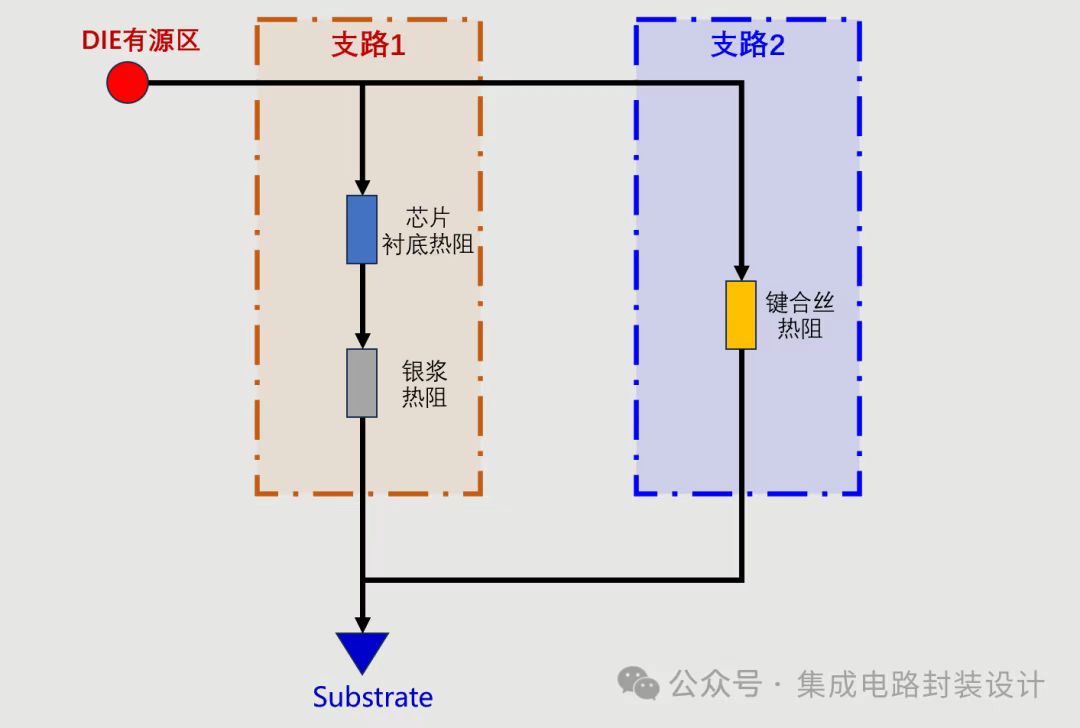 DIE有源区
支路1
支路2
芯片
衬底热阻
键合丝
热阻
银浆
热阻
Substrate
公众号 · 集成电路封装设计